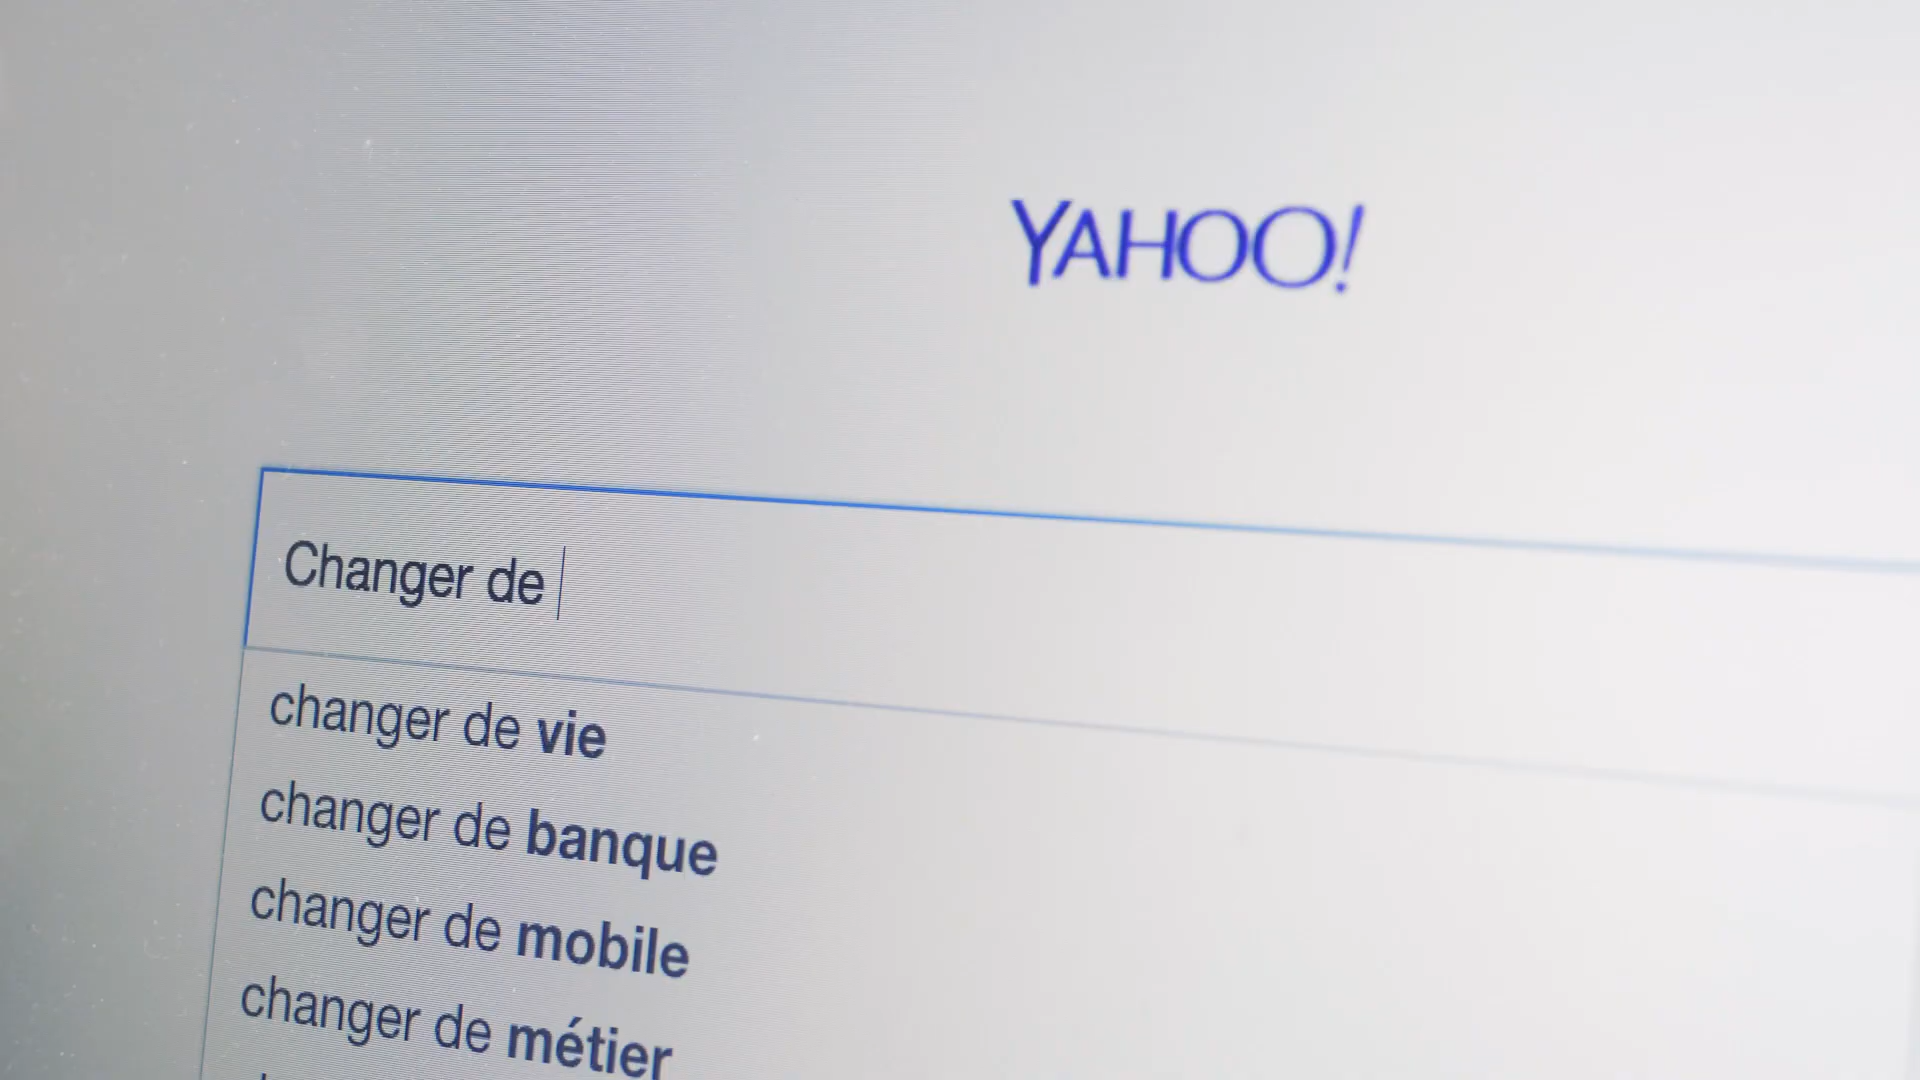 YAHOO!
Changer de
changer de vie
changer de banque
changer de mobile
changer de métier